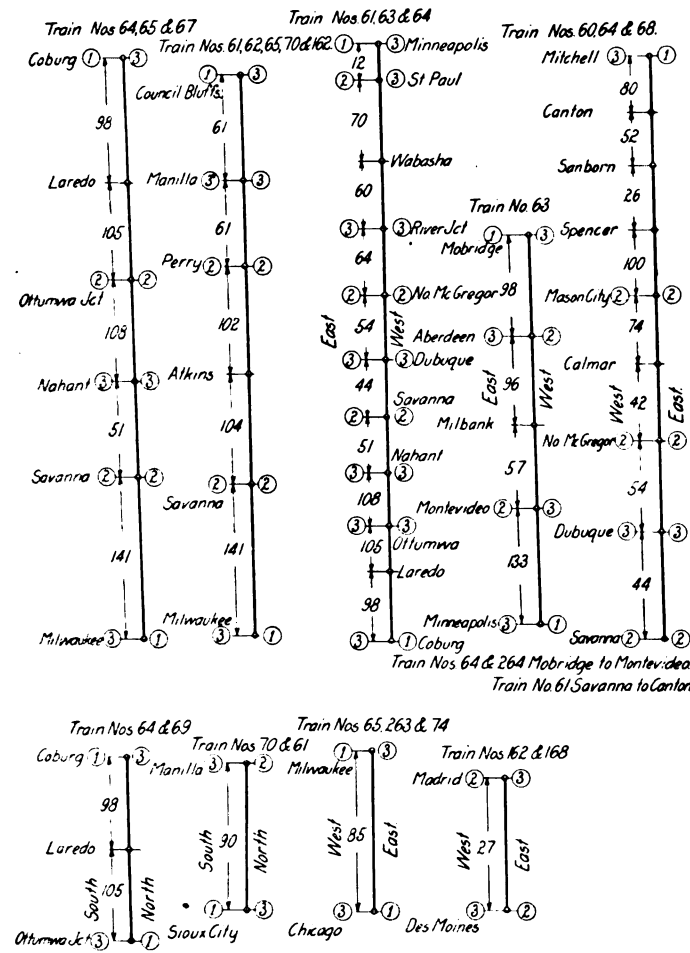 Train Nos 64,65 & 67
Coburg ① ③
98
Laredo
105
② ②
Ottumwa Jct
108
Nahant ③ ③
51
Savanna ② ②
141
Milwaukee ③ ①
Train Nos. 61,62,65,70 & 162.
① ③
Council Bluffs
61
Manilla ③ ③
61
Perry ② ②
102
Atkins
104
② ②
Savanna
141
Milwaukee
③ ①
Train Nos. 61, 63 & 64
① ③ Minneapolis
12
② ③ St Paul
70
Wabasha
60
③ ③ River Jct
64
② ② No. McGregor
East 54 West
③ ③ Dubuque
44
Savanna
② ②
51
Nahant
③ ③
108
③ ③
Ottumwa
105
Laredo
98
③ ① Coburg
Train No. 63
① ③
Mobridge
98
Aberdeen ③ ②
East 96 West
Milbank
57
Montevideo ② ③
133
Minneapolis ③ ①
Train Nos. 60, 64 & 68.
Mitchell ③ ①
80
Canton
52
Sanborn
26
Spencer
100
Mason City ② ②
74
Calmar
West 42 East
No McGregor ② ②
54
Dubuque ③ ③
44
Savanna ② ②
Train Nos 64 & 264 Mobridge to Montevideo.
Train No. 61 Savanna to Canton
Train Nos 64 & 69
Coburg ① ③
98
Laredo
South 105 North
Ottumwa Jct ③ ①
Train Nos 70 & 61
Manilla ③ ②
South 90 North
① ③
Sioux City
Train Nos 65, 263 & 74
① ③
Milwaukee
West 85 East
③ ①
Chicago
Train Nos 162 & 168
Madrid ② ③
West 27 East
③ ②
Des Moines